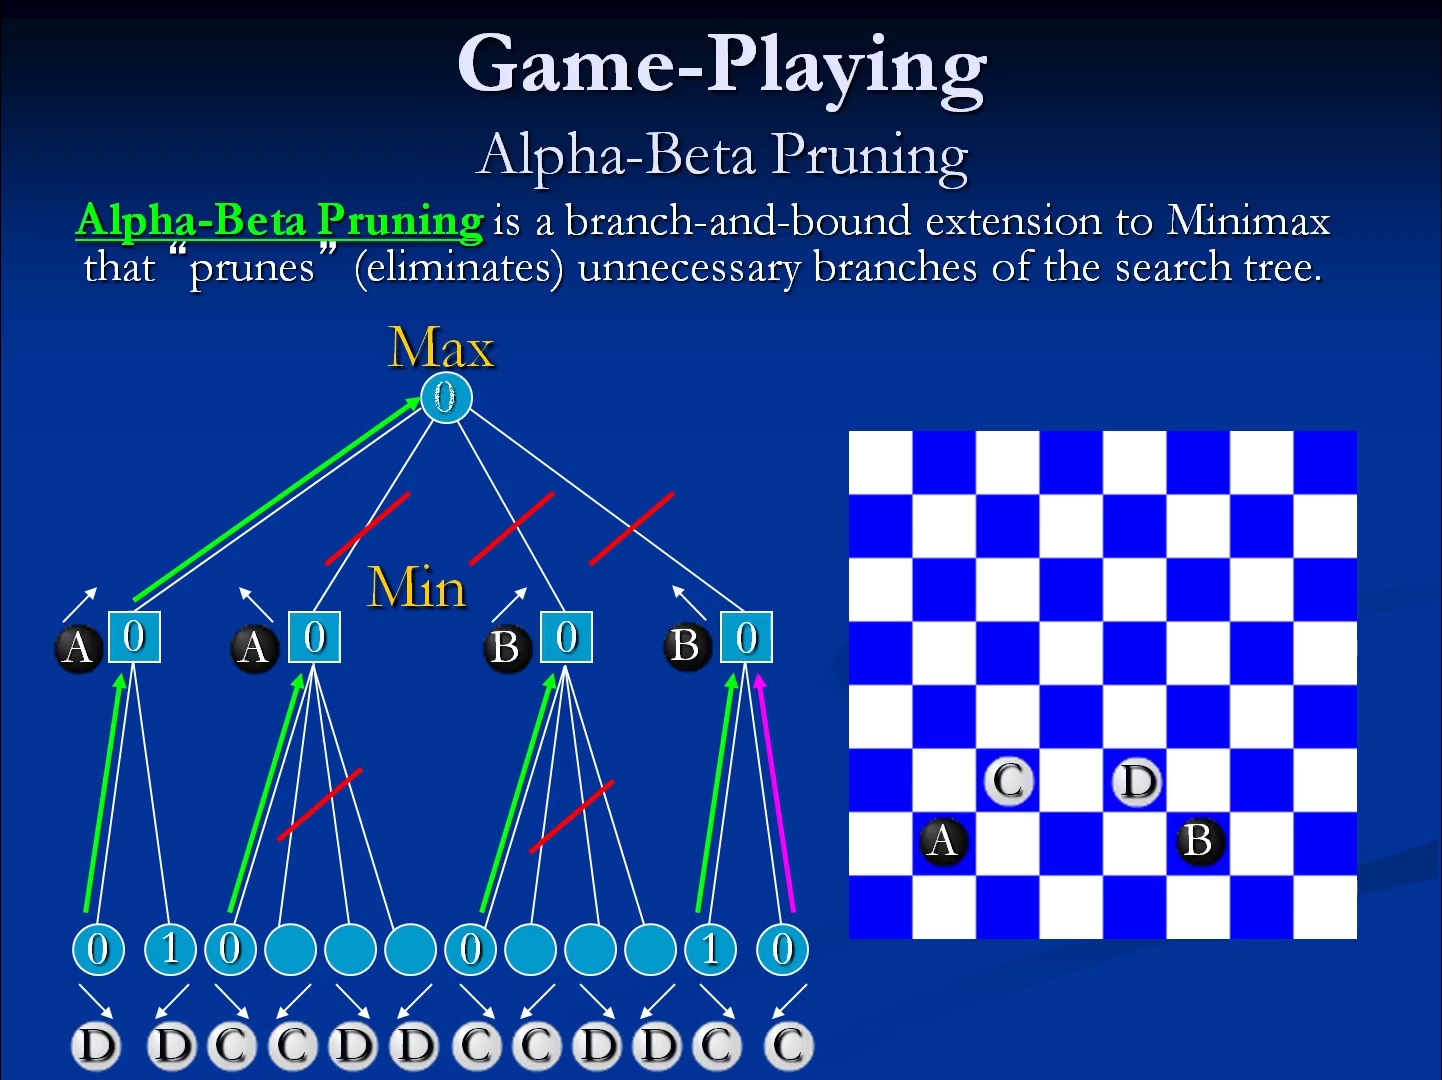 Game-Playing
Alpha-Beta Pruning
Alpha-Beta Pruning is a branch-and-bound extension to Minimax
that “prunes” (eliminates) unnecessary branches of the search tree.
Max
0
Min
A 0 A 0 B 0 B 0
C D
A B
0 1 0 0 1 0
D D C C D D C C D D C C